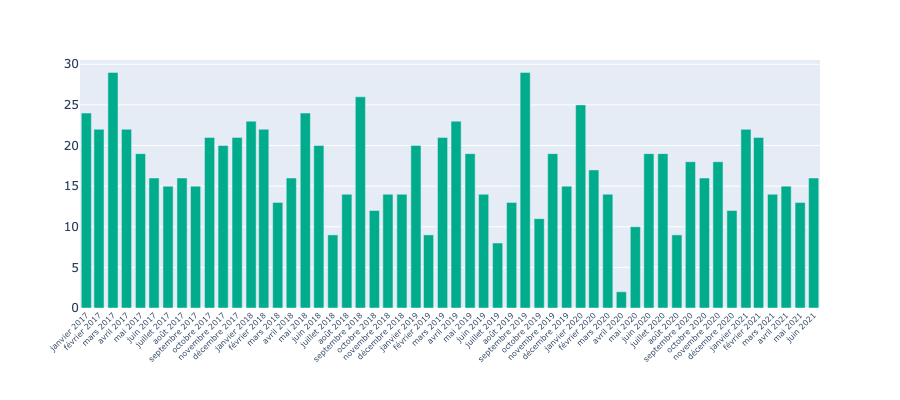 30
25
20
15
10
5
0
janvier 2017
février 2017
mars 2017
avril 2017
mai 2017
juin 2017
juillet 2017
août 2017
septembre 2017
octobre 2017
novembre 2017
décembre 2017
janvier 2018
février 2018
mars 2018
avril 2018
mai 2018
juin 2018
juillet 2018
août 2018
septembre 2018
octobre 2018
novembre 2018
décembre 2018
janvier 2019
février 2019
mars 2019
avril 2019
mai 2019
juin 2019
juillet 2019
août 2019
septembre 2019
octobre 2019
novembre 2019
décembre 2019
janvier 2020
février 2020
mars 2020
avril 2020
mai 2020
juin 2020
juillet 2020
août 2020
septembre 2020
octobre 2020
novembre 2020
décembre 2020
janvier 2021
février 2021
mars 2021
avril 2021
mai 2021
juin 2021